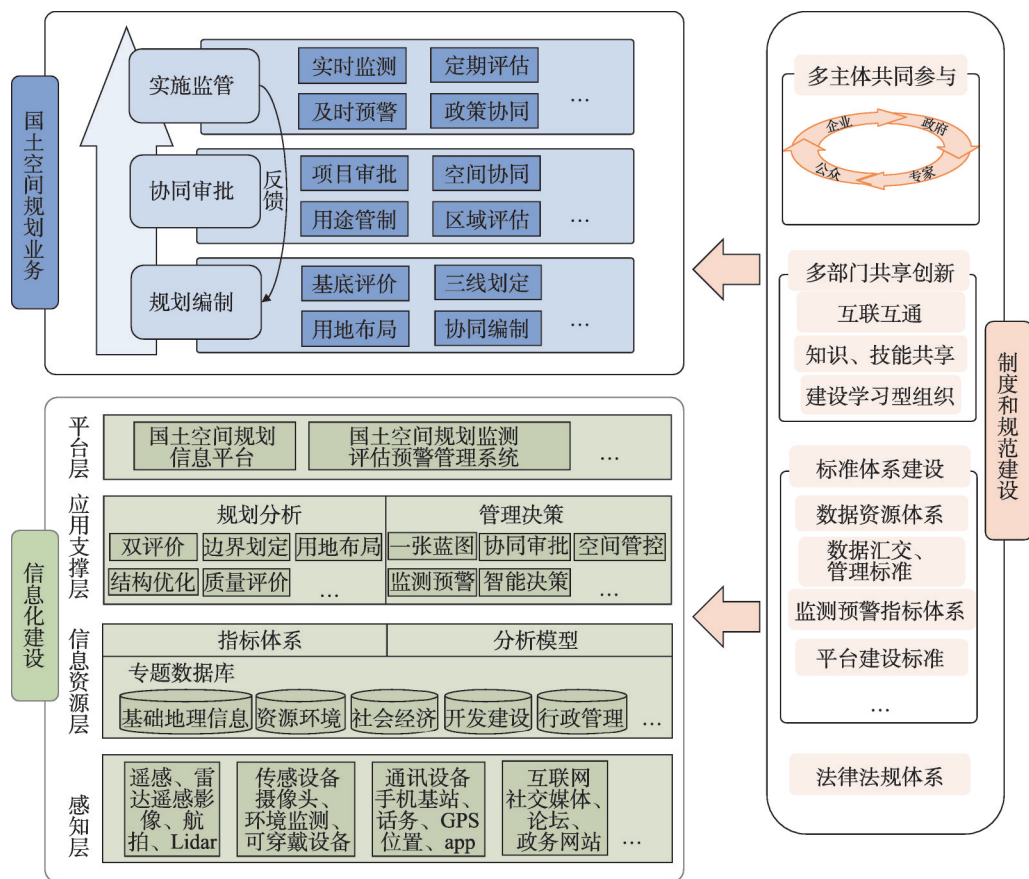 国土空间规划业务
实施监管
实时监测
定期评估
及时预警
政策协同
…
协同审批
反馈
项目审批
空间协同
用途管制
区域评估
…
规划编制
基底评价
三线划定
用地布局
协同编制
…
信息化建设
平台层
国土空间规划
信息平台
国土空间规划监测
评估预警管理系统
…
应用支撑层
规划分析
双评价
边界划定
用地布局
结构优化
质量评价
…
管理决策
一张蓝图
协同审批
空间管控
监测预警
智能决策
…
信息资源层
指标体系
分析模型
专题数据库
基础地理信息
资源环境
社会经济
开发建设
行政管理
…
感知层
遥感、雷
达遥感影
像、航
拍、Lidar
传感设备
摄像头、
环境监测、
可穿戴设备
通讯设备
手机基站、
话务、GPS
位置、app
互联网
社交媒体、
论坛、
政务网站
…
制度和规范建设
多主体共同参与
企业
政府
公众
专家
多部门共享创新
互联互通
知识、技能共享
建设学习型组织
标准体系建设
数据资源体系
数据汇交、
管理标准
监测预警指标体系
平台建设标准
…
法律法规体系